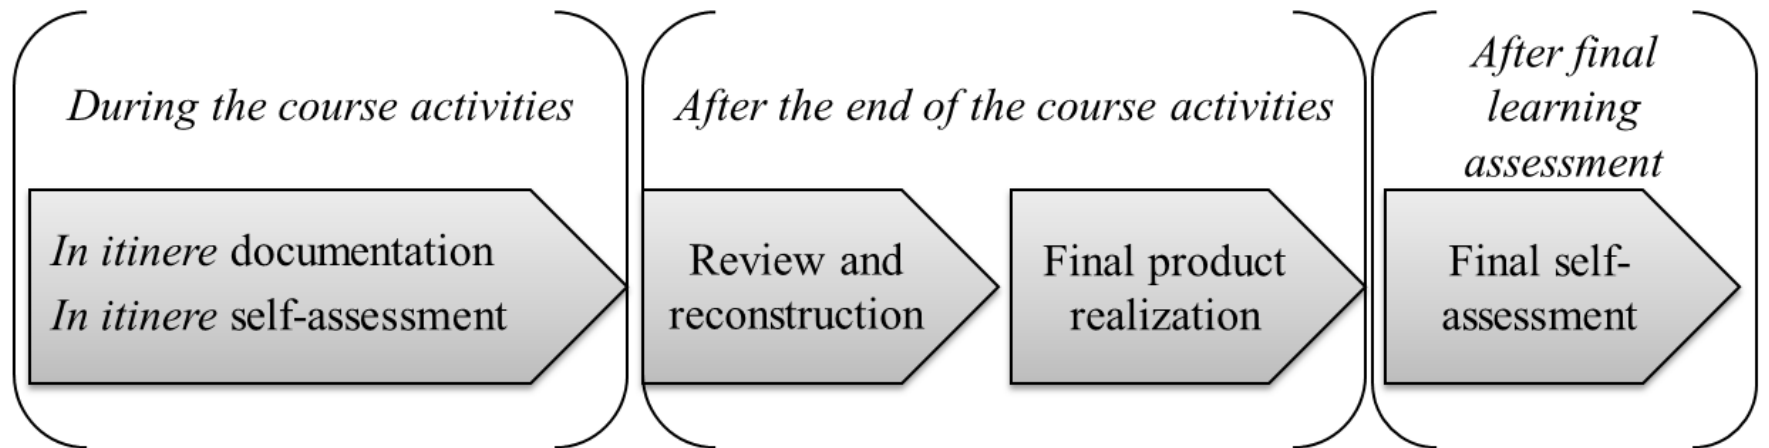 During the course activities
In itinere documentation
In itinere self-assessment
After the end of the course activities
Review and
reconstruction
Final product
realization
After final
learning
assessment
Final self-
assessment